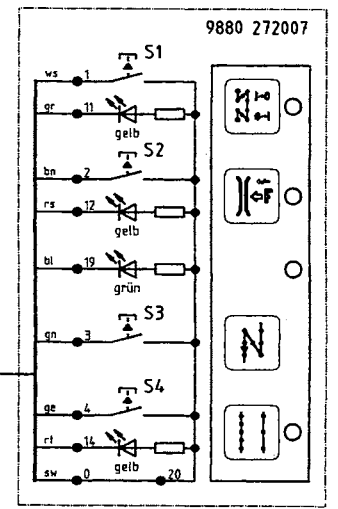 9880 272007
S1
ws 1
gr 11
gelb
S2
bn 2
rs 12
gelb
bl 19
grün
S3
gn 3
S4
ge 4
rt 14
gelb
sw 0 20